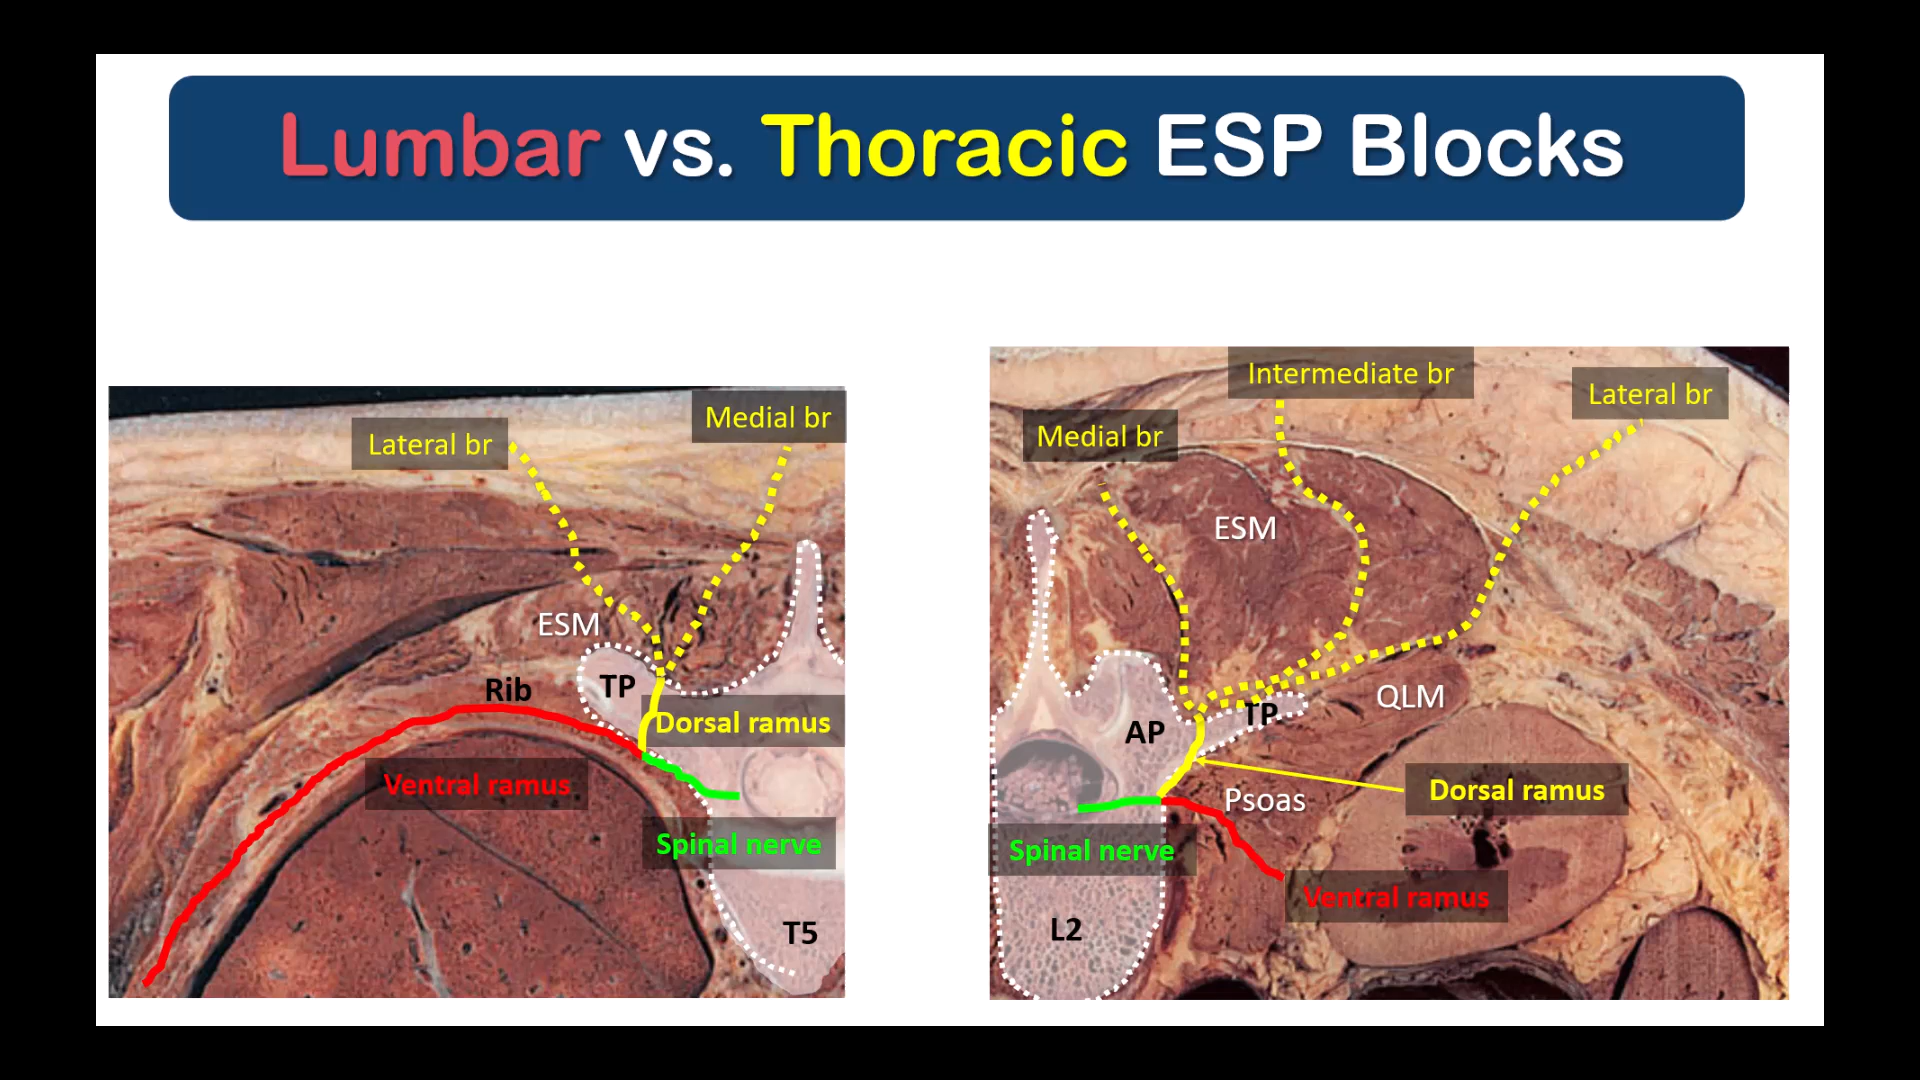 Lumbar vs. Thoracic ESP Blocks
Lateral br
Medial br
ESM
Rib
TP
Dorsal ramus
Ventral ramus
Spinal nerve
T5
Intermediate br
Lateral br
Medial br
ESM
QLM
TP
AP
Dorsal ramus
Psoas
Spinal nerve
Ventral ramus
L2